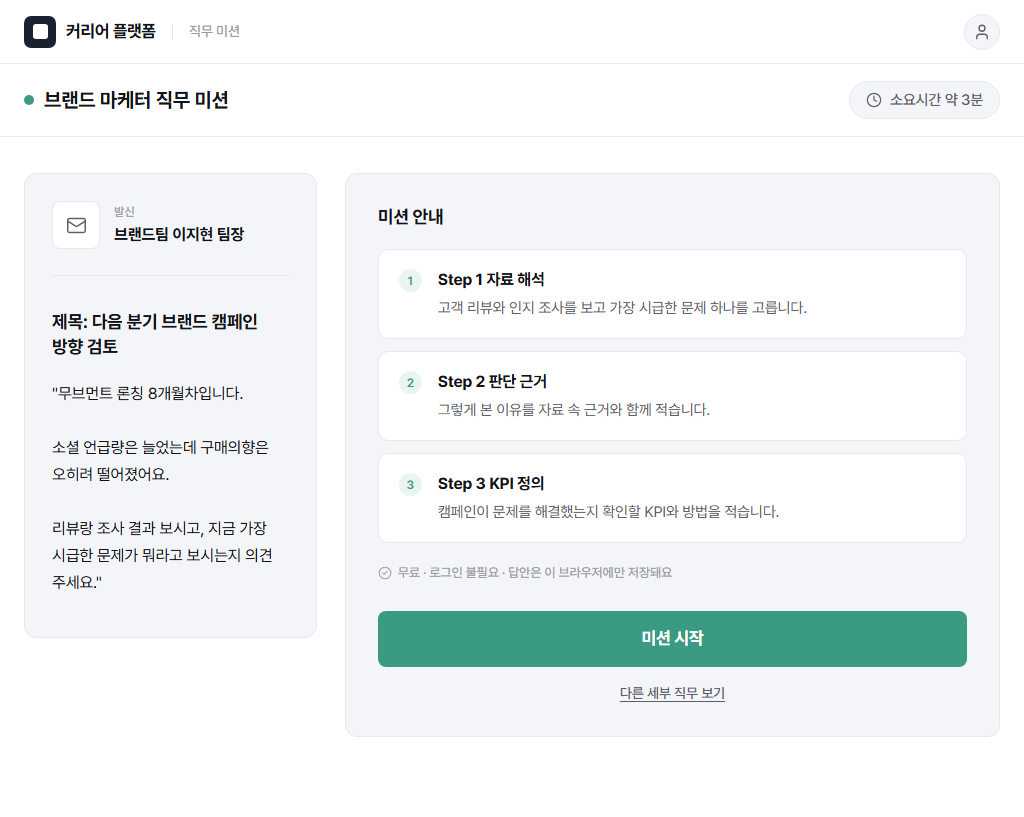 커리어 플랫폼
직무 미션
브랜드 마케터 직무 미션
소요시간 약 3분
발신
브랜드팀 이지현 팀장
제목: 다음 분기 브랜드 캠페인
방향 검토
"무브먼트 론칭 8개월차입니다.
소셜 언급량은 늘었는데 구매의향은
오히려 떨어졌어요.
리뷰랑 조사 결과 보시고, 지금 가장
시급한 문제가 뭐라고 보시는지 의견
주세요."
미션 안내
1
Step 1 자료 해석
고객 리뷰와 인지 조사를 보고 가장 시급한 문제 하나를 고릅니다.
2
Step 2 판단 근거
그렇게 본 이유를 자료 속 근거와 함께 적습니다.
3
Step 3 KPI 정의
캠페인이 문제를 해결했는지 확인할 KPI와 방법을 적습니다.
무료 · 로그인 불필요 · 답안은 이 브라우저에만 저장돼요
미션 시작
다른 세부 직무 보기